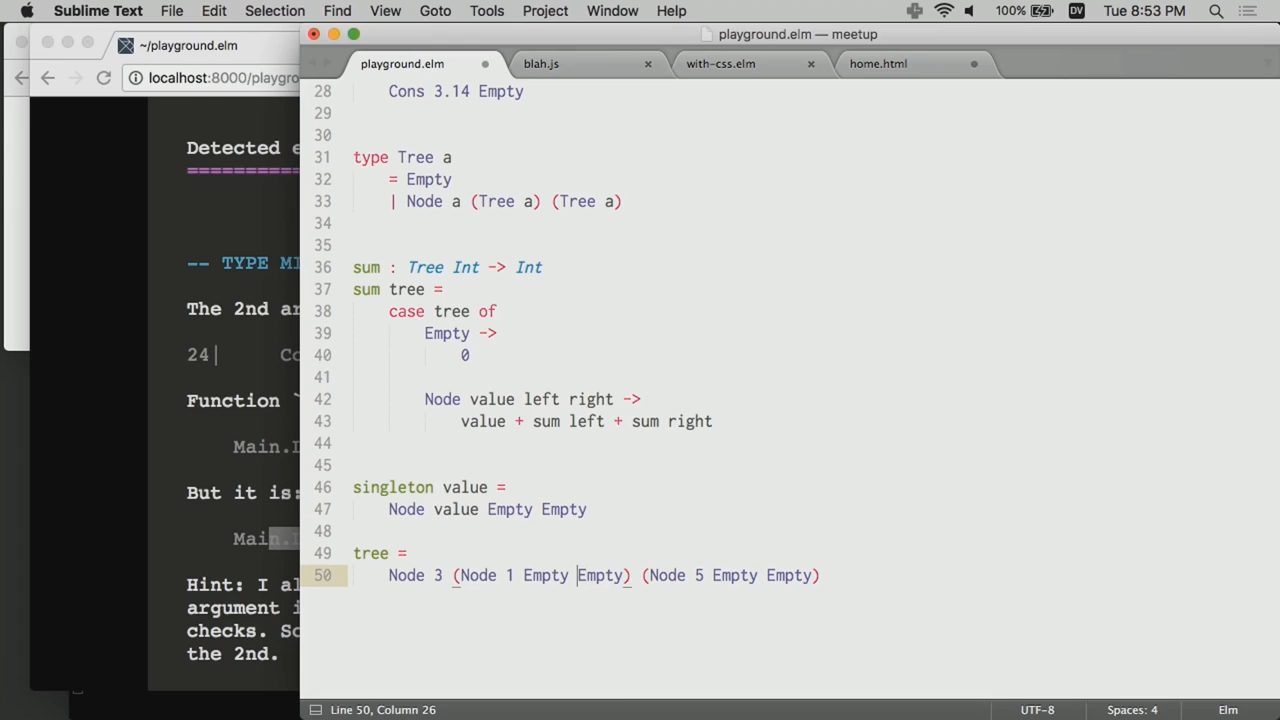 Sublime Text File Edit Selection Find View Goto Tools Project Window Help 100% DV Tue 8:53 PM
~/playground.elm
localhost:8000/playgro
playground.elm — meetup
playground.elm blah.js with-css.elm home.html
Detected e
===========
-- TYPE MI
The 2nd ar
24| Co
Function `
Main.I
But it is:
Main.I
Hint: I al
argument i
checks. So
the 2nd.
28 Cons 3.14 Empty
29
30
31 type Tree a
32 = Empty
33 | Node a (Tree a) (Tree a)
34
35
36 sum : Tree Int -> Int
37 sum tree =
38 case tree of
39 Empty ->
40 0
41
42 Node value left right ->
43 value + sum left + sum right
44
45
46 singleton value =
47 Node value Empty Empty
48
49 tree =
50 Node 3 (Node 1 Empty Empty) (Node 5 Empty Empty)
Line 50, Column 26 UTF-8 Spaces: 4 Elm